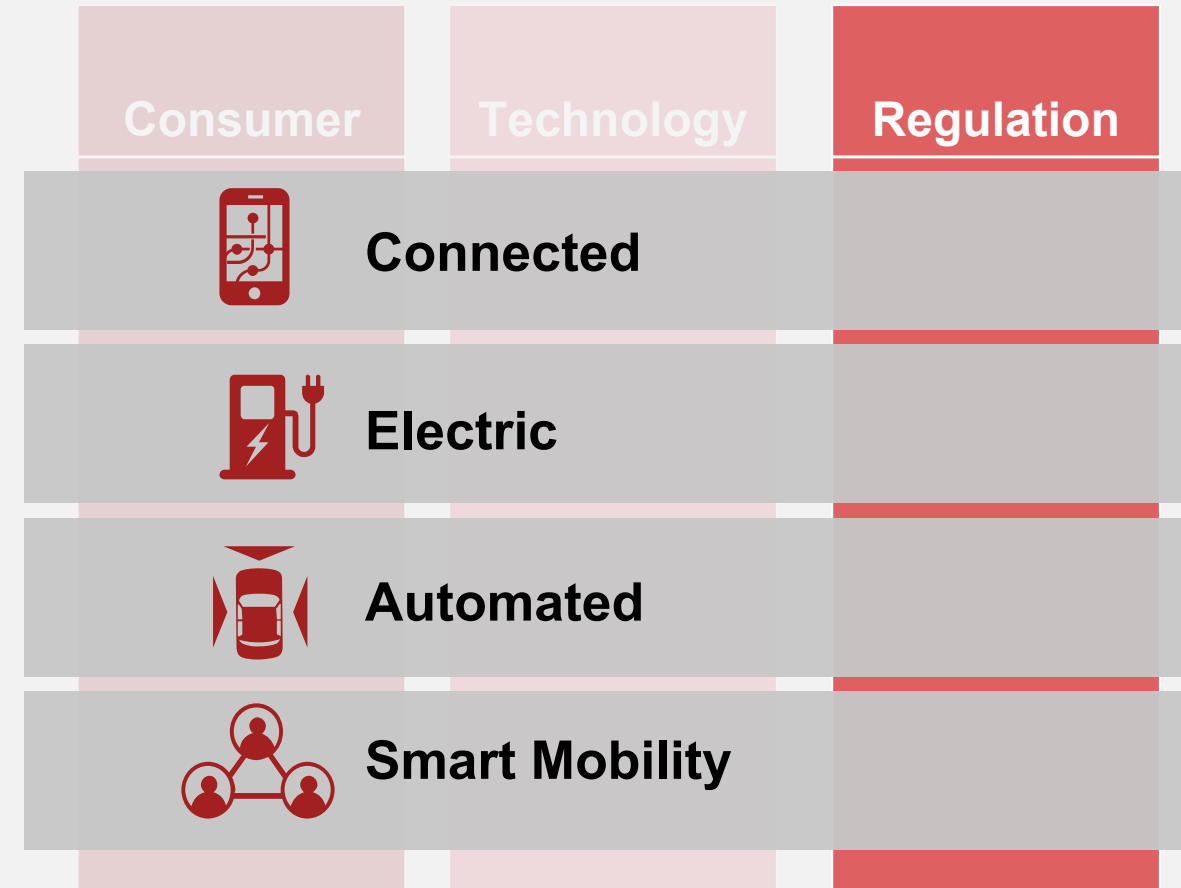 Consumer Technology Regulation
Connected
Electric
Automated
Smart Mobility